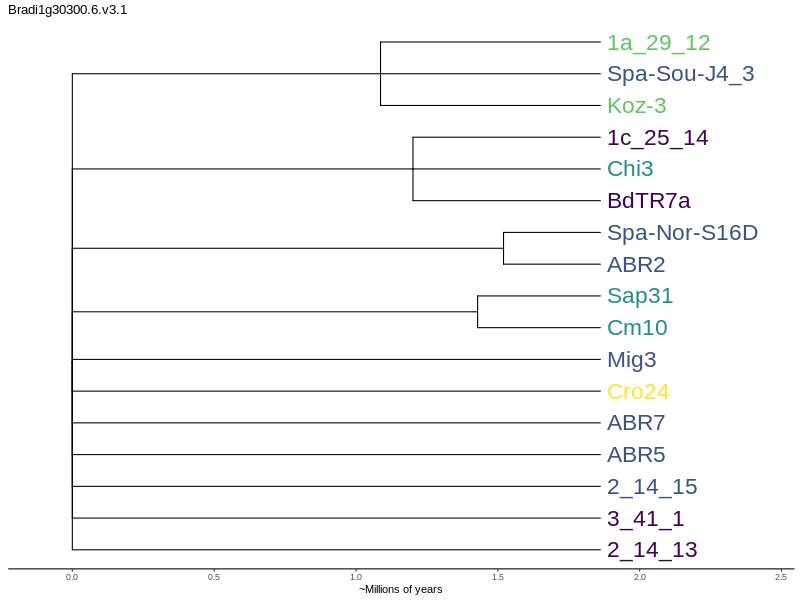 Bradi1g30300.6.v3.1
1a_29_12
Spa-Sou-J4_3
Koz-3
1c_25_14
Chi3
BdTR7a
Spa-Nor-S16D
ABR2
Sap31
Cm10
Mig3
Cro24
ABR7
ABR5
2_14_15
3_41_1
2_14_13
0.0 0.5 1.0 1.5 2.0 2.5
~Millions of years